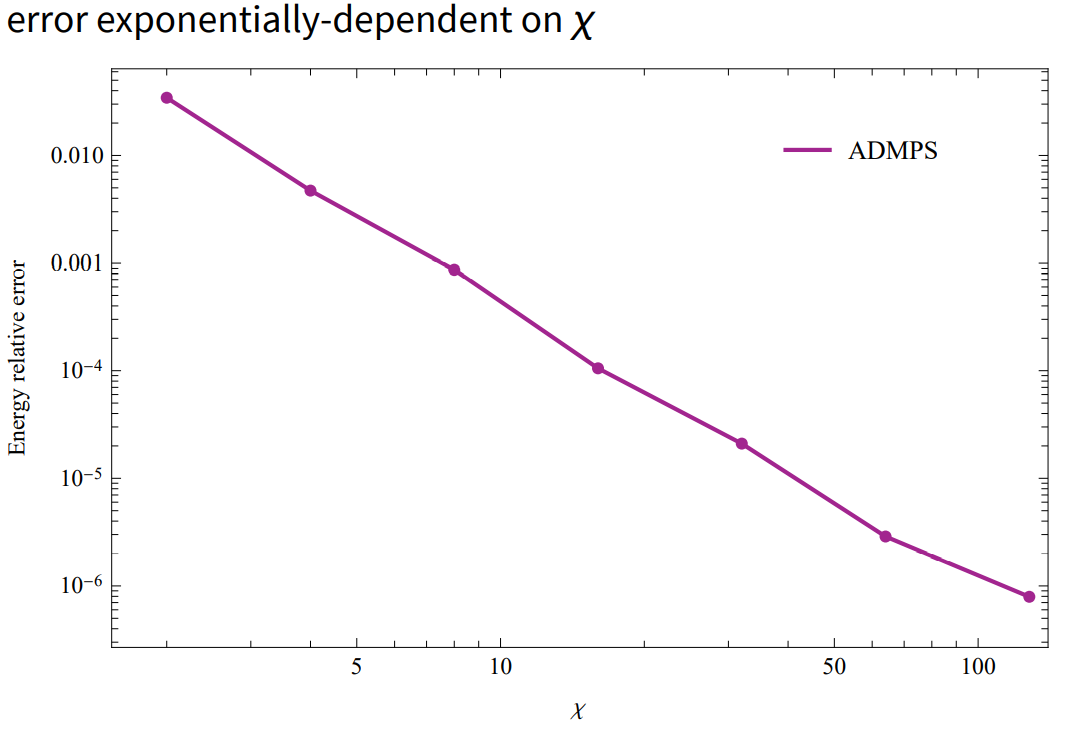 error exponentially-dependent on χ
ADMPS
0.010
0.001
10⁻⁴
10⁻⁵
10⁻⁶
Energy relative error
5 10 50 100
χ